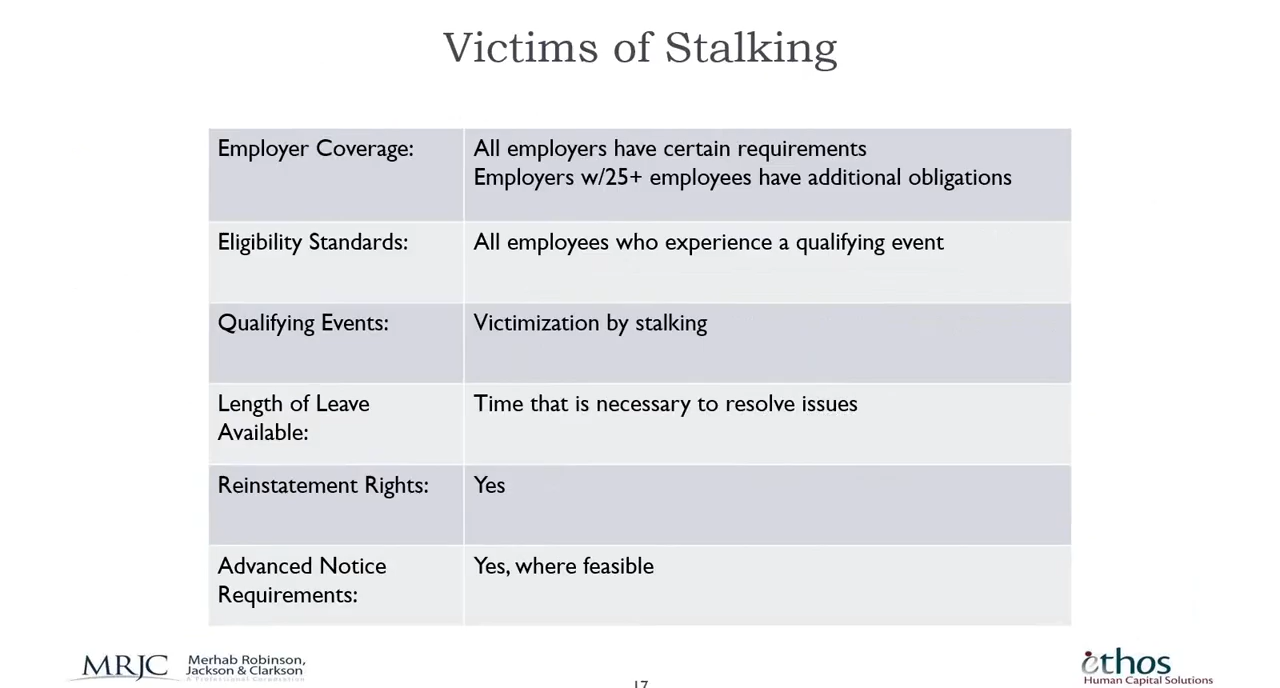 Victims of Stalking
Employer Coverage:
All employers have certain requirements
Employers w/25+ employees have additional obligations
Eligibility Standards:
All employees who experience a qualifying event
Qualifying Events:
Victimization by stalking
Length of Leave
Available:
Time that is necessary to resolve issues
Reinstatement Rights:
Yes
Advanced Notice
Requirements:
Yes, where feasible
MRJC
Merhab Robinson,
Jackson & Clarkson
A Professional Corporation
17
ethos
Human Capital Solutions